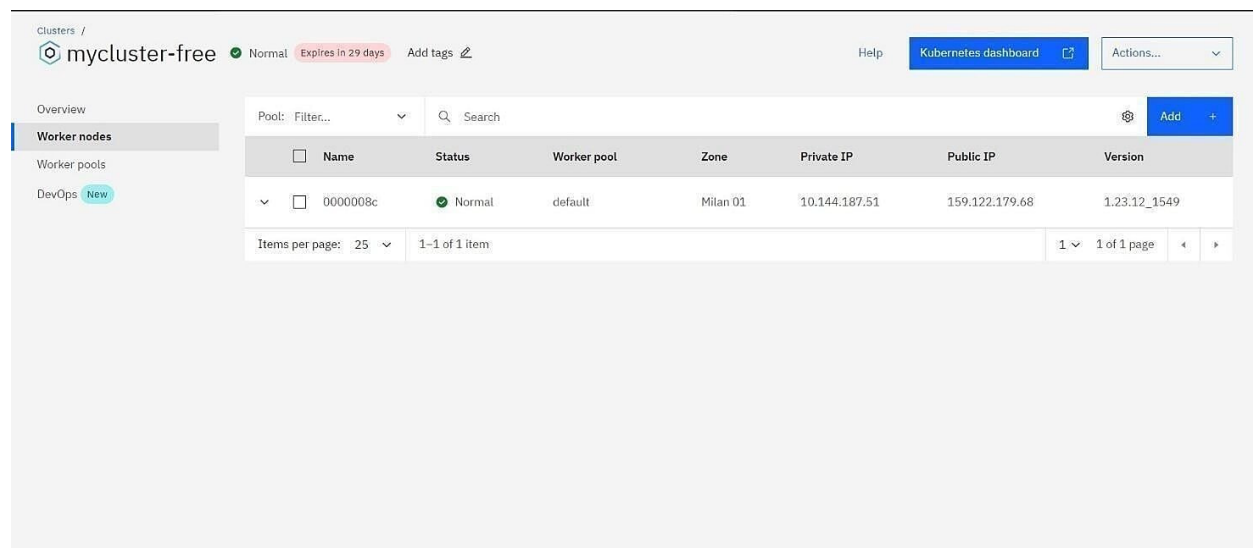 Clusters /
mycluster-free Normal Expires in 29 days Add tags Help Kubernetes dashboard Actions...
Overview
Worker nodes
Worker pools
DevOps New
Pool: Filter... Search Add +
Name Status Worker pool Zone Private IP Public IP Version
0000008c Normal default Milan 01 10.144.187.51 159.122.179.68 1.23.12_1549
Items per page: 25 1–1 of 1 item 1 1 of 1 page